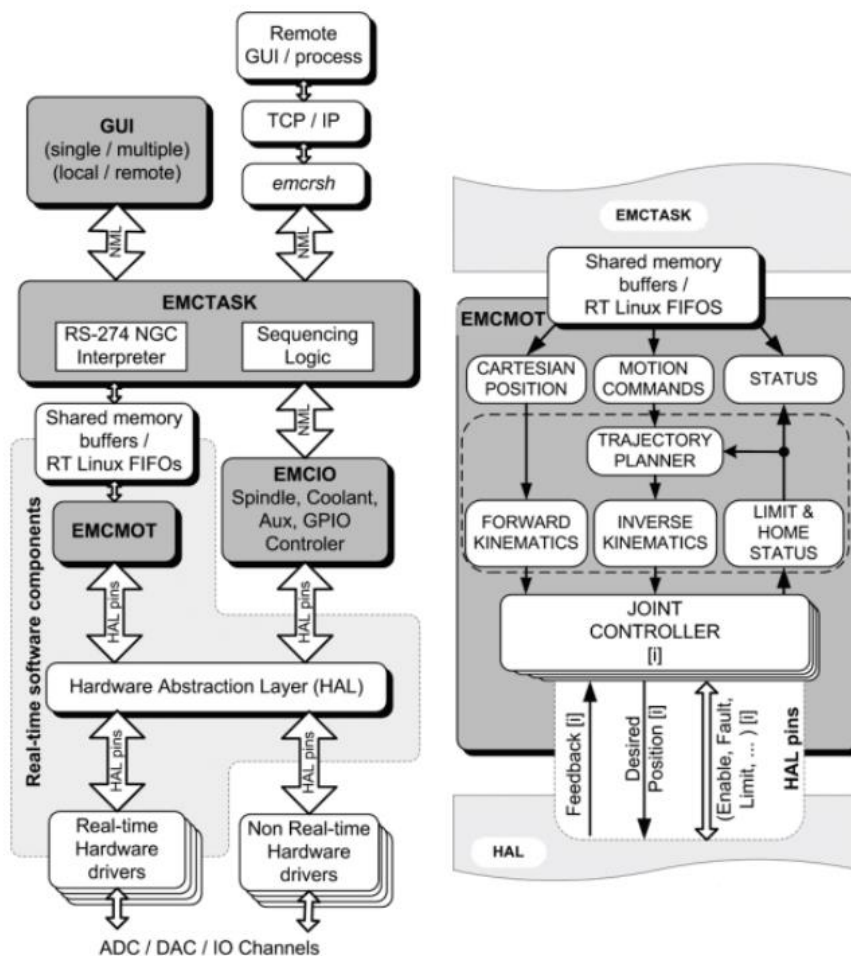 Remote
GUI / process
TCP / IP
emcrsh
GUI
(single / multiple)
(local / remote)
NML
NML
EMCTASK
RS-274 NGC
Interpreter
Sequencing
Logic
Shared memory
buffers /
RT Linux FIFOs
NML
EMCMOT
EMCIO
Spindle, Coolant,
Aux, GPIO
Controler
HAL pins
HAL pins
Real-time software components
Hardware Abstraction Layer (HAL)
HAL pins
HAL pins
Real-time
Hardware
drivers
Non Real-time
Hardware
drivers
ADC / DAC / IO Channels
EMCTASK
Shared memory
buffers /
RT Linux FIFOS
EMCMOT
CARTESIAN
POSITION
MOTION
COMMANDS
STATUS
TRAJECTORY
PLANNER
FORWARD
KINEMATICS
INVERSE
KINEMATICS
LIMIT &
HOME
STATUS
JOINT
CONTROLLER
[i]
Feedback [i]
Desired
Position [i]
(Enable, Fault,
Limit, ... ) [i]
HAL pins
HAL